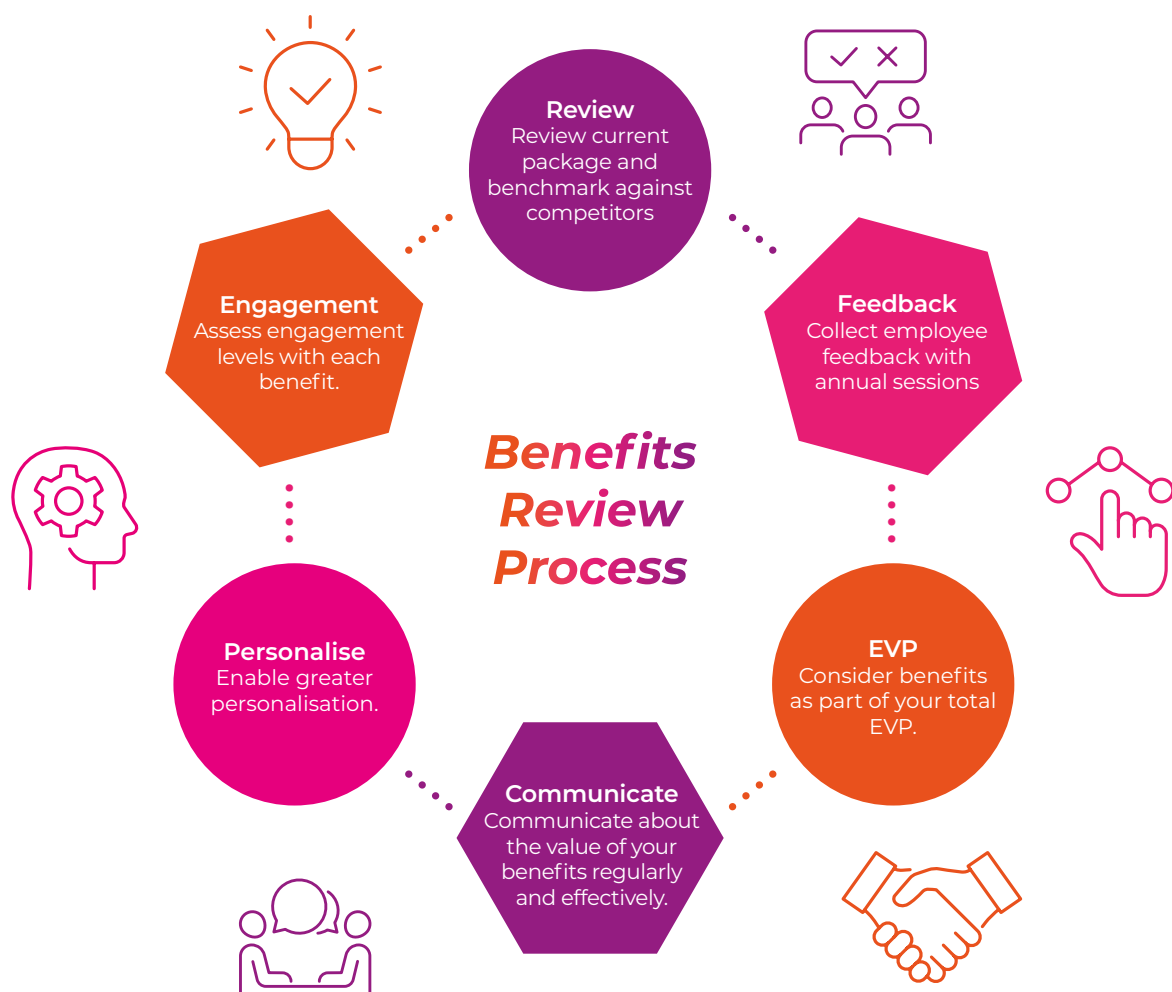 Review
Review current
package and
benchmark against
competitors
Feedback
Collect employee
feedback with
annual sessions
EVP
Consider benefits
as part of your total
EVP.
Communicate
Communicate about
the value of your
benefits regularly
and effectively.
Personalise
Enable greater
personalisation.
Engagement
Assess engagement
levels with each
benefit.
Benefits
Review
Process